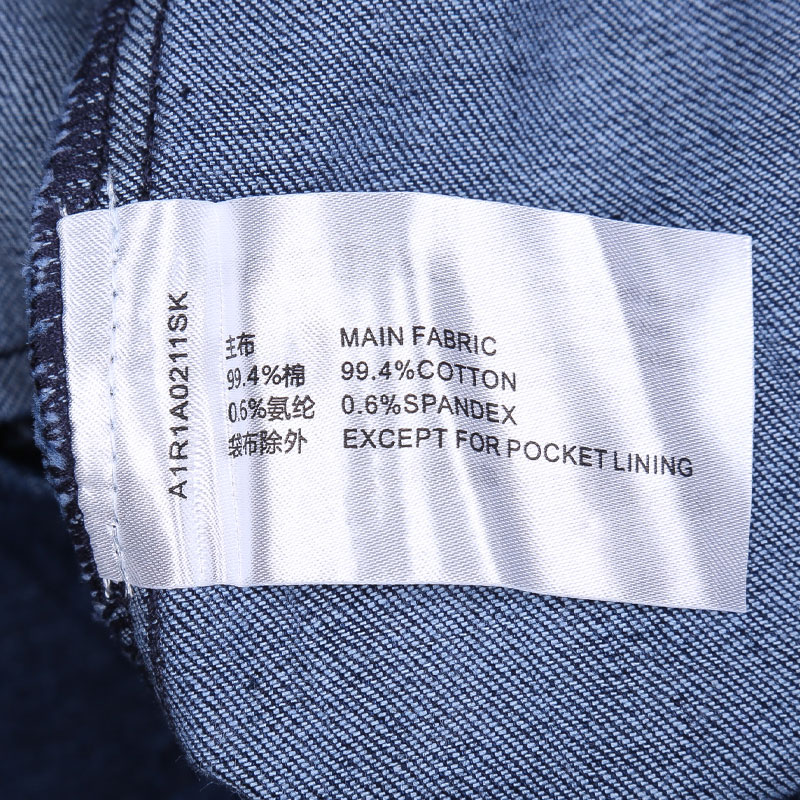 A1R1A0211SK
主布 MAIN FABRIC
99.4%棉 99.4%COTTON
0.6%氨纶 0.6%SPANDEX
袋布除外 EXCEPT FOR POCKET LINING